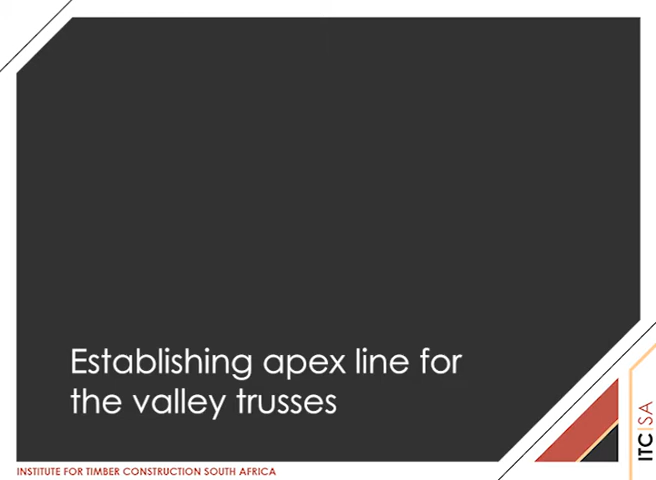 Establishing apex line for
the valley trusses
INSTITUTE FOR TIMBER CONSTRUCTION SOUTH AFRICA
ITC|SA